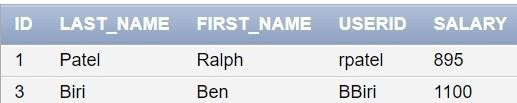 ID LAST_NAME FIRST_NAME USERID SALARY
1 Patel Ralph rpatel 895
3 Biri Ben BBiri 1100